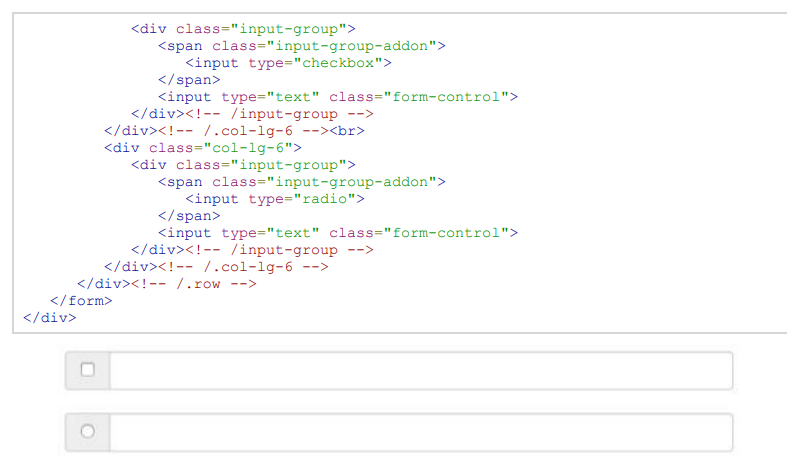 <div class="input-group">
<span class="input-group-addon">
<input type="checkbox">
</span>
<input type="text" class="form-control">
</div><!-- /input-group -->
</div><!-- /.col-lg-6 --><br>
<div class="col-lg-6">
<div class="input-group">
<span class="input-group-addon">
<input type="radio">
</span>
<input type="text" class="form-control">
</div><!-- /input-group -->
</div><!-- /.col-lg-6 -->
</div><!-- /.row -->
</form>
</div>